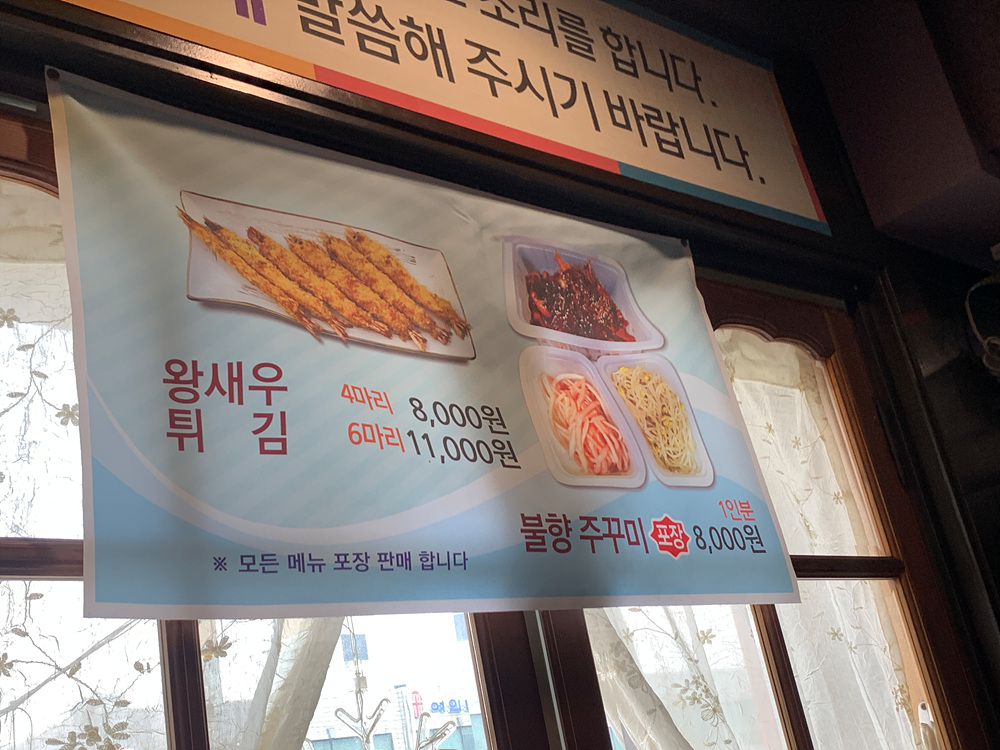 소리를 합니다.
말씀해 주시기 바랍니다.
왕새우
튀 김
4마리 8,000원
6마리 11,000원
1인분
불향 주꾸미 포장 8,000원
※ 모든 메뉴 포장 판매 합니다